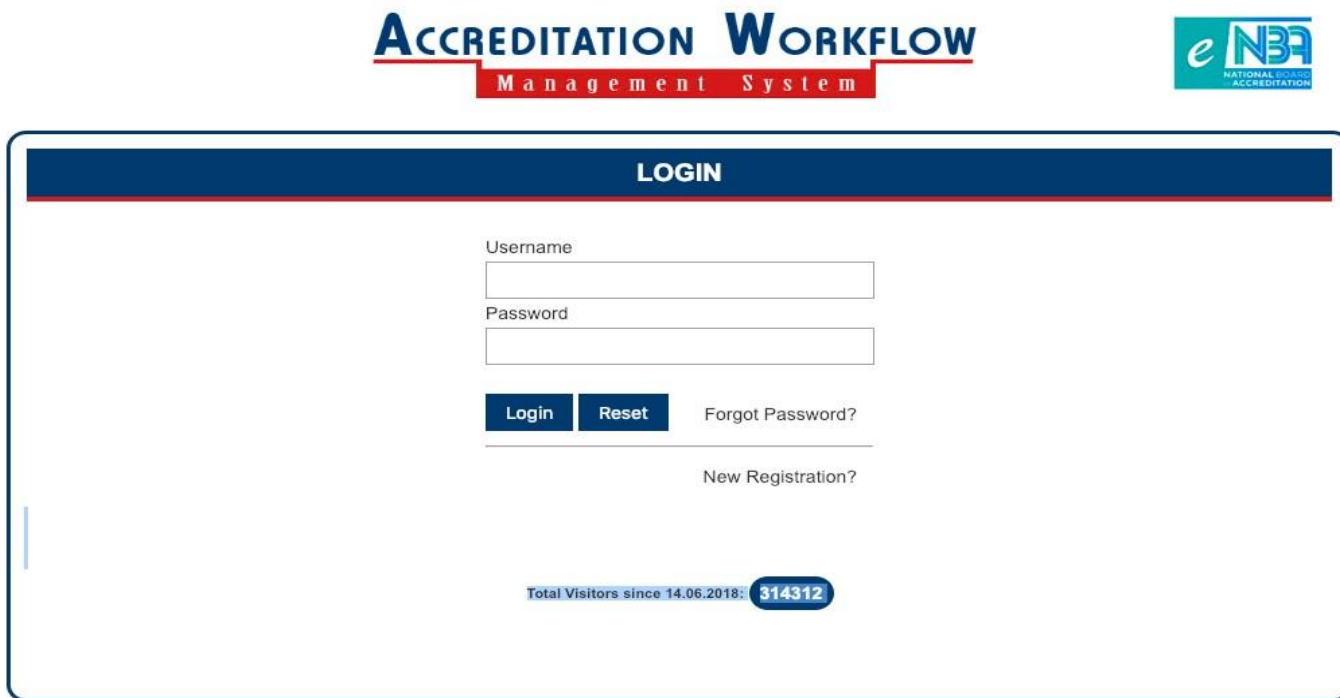 ACCREDITATION WORKFLOW
Management System
e NBA
NATIONAL BOARD
OF ACCREDITATION
LOGIN
Username
Password
Login Reset Forgot Password?
New Registration?
Total Visitors since 14.06.2018: 314312